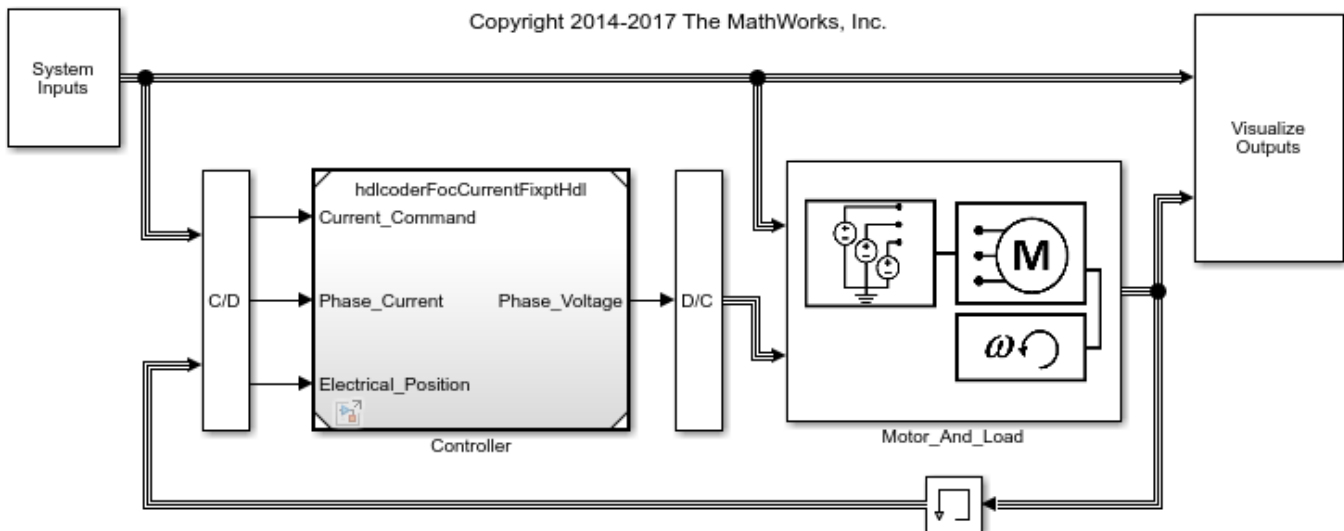 Copyright 2014-2017 The MathWorks, Inc.
System
Inputs
Visualize
Outputs
C/D
hdlcoderFocCurrentFixptHdl
Current_Command
Phase_Current
Phase_Voltage
Electrical_Position
Controller
D/C
M
ω
Motor_And_Load